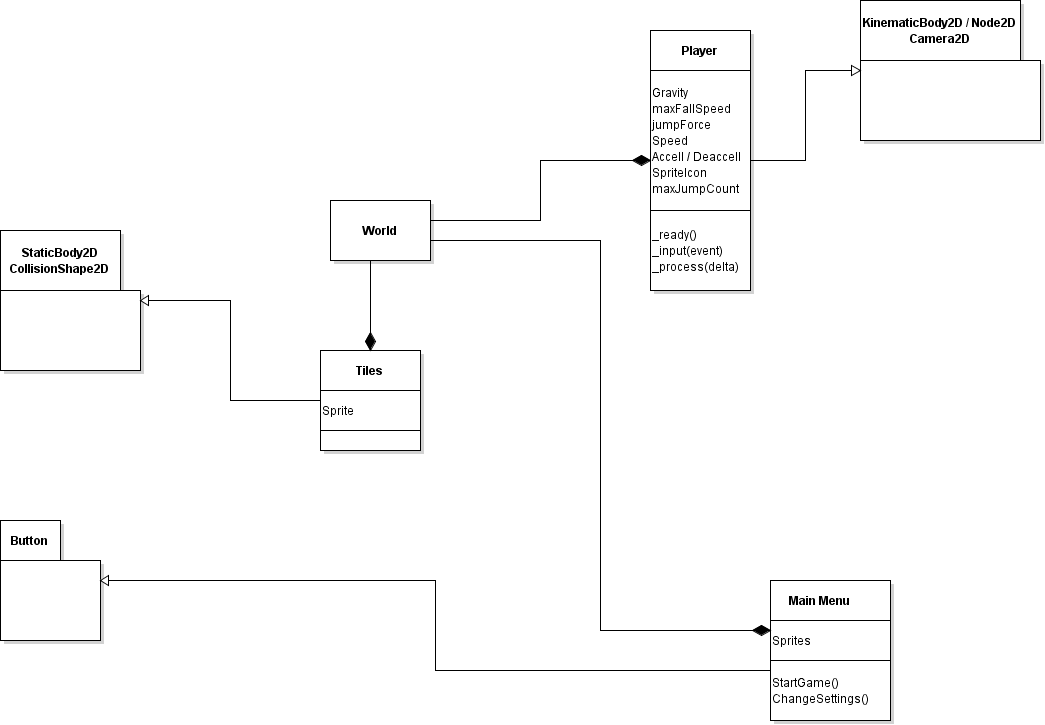 KinematicBody2D / Node2D
Camera2D
Player
Gravity
maxFallSpeed
jumpForce
Speed
Accell / Deaccell
SpriteIcon
maxJumpCount
_ready()
_input(event)
_process(delta)
World
StaticBody2D
CollisionShape2D
Tiles
Sprite
Button
Main Menu
Sprites
StartGame()
ChangeSettings()